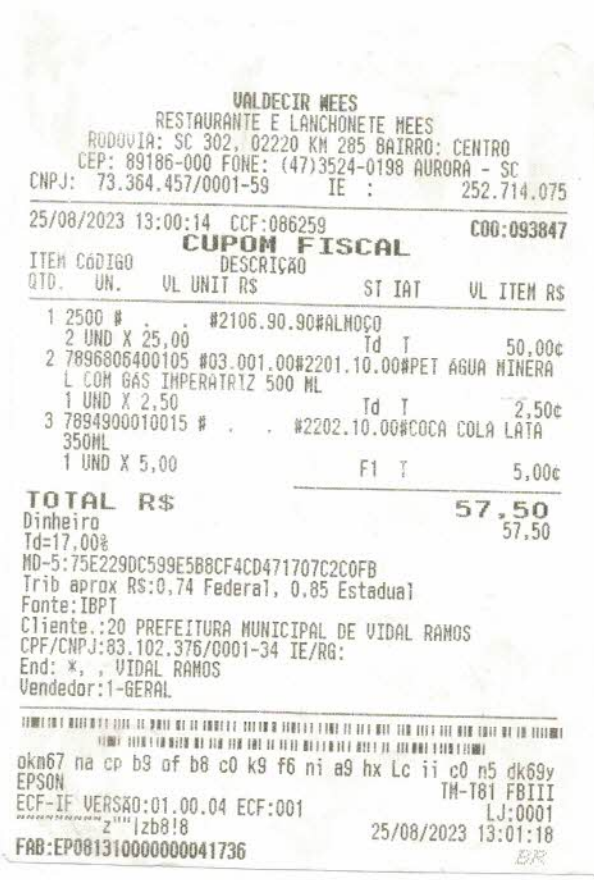 VALDECIR MEES
RESTAURANTE E LANCHONETE MEES
RODOVIA: SC 302, 02220 KM 285 BAIRRO: CENTRO
CEP: 89186-000 FONE: (47)3524-0198 AURORA - SC
CNPJ: 73.364.457/0001-59 IE : 252.714.075
25/08/2023 13:00:14 CCF:086259 COO:093847
CUPOM FISCAL
ITEM CÓDIGO DESCRIÇÃO
QTD. UN. VL UNIT R$ ST IAT VL ITEM R$
1 2500 # . . #2106.90.90#ALMOÇO
2 UND X 25,00 Td T 50,00¢
2 7896806400105 #03.001.00#2201.10.00#PET ÁGUA MINERA
L COM GÁS IMPERATRIZ 500 ML
1 UND X 2,50 Td T 2,50¢
3 7894900010015 # . . #2202.10.00#COCA COLA LATA
350ML
1 UND X 5,00 F1 T 5,00¢
TOTAL R$ 57,50
Dinheiro 57,50
Td=17,00%
MD-5:75E229DC599E5B8CF4CD471707C2C0FB
Trib aprox R$:0,74 Federal, 0.85 Estadual
Fonte:IBPT
Cliente.:20 PREFEITURA MUNICIPAL DE VIDAL RAMOS
CPF/CNPJ:83.102.376/0001-34 IE/RG:
End: *, , VIDAL RAMOS
Vendedor:1-GERAL
okn67 na cp b9 of b8 c0 k9 f6 ni a9 hx Lc ii c0 n5 dk69y
EPSON TM-T81 FBIII
ECF-IF VERSÃO:01.00.04 ECF:001 LJ:0001
"""""""""z""|zb8!8 25/08/2023 13:01:18
FAB:EP081310000000041736 BR